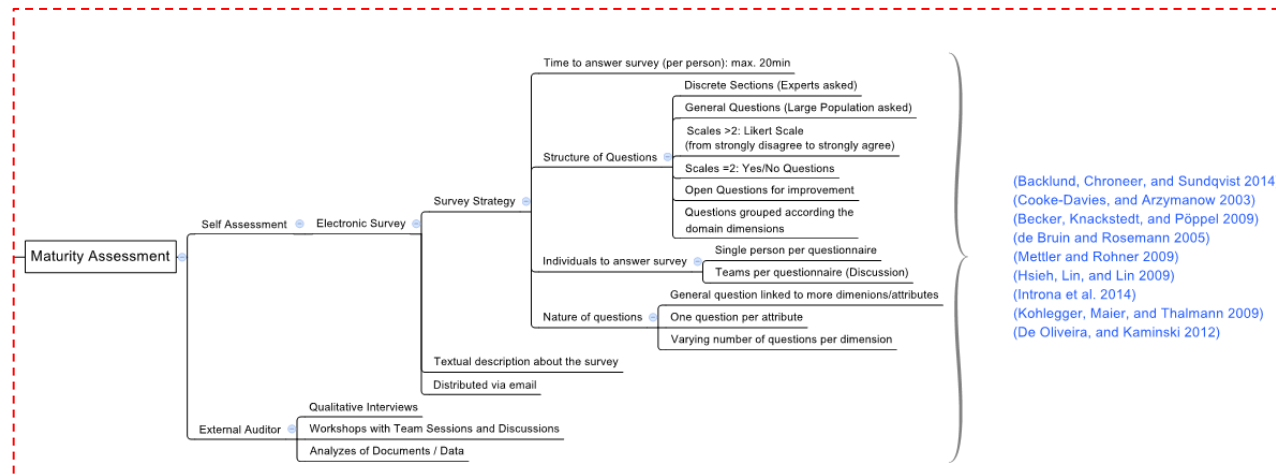 Time to answer survey (per person): max. 20min
Discrete Sections (Experts asked)
General Questions (Large Population asked)
Scales >2: Likert Scale
(from strongly disagree to strongly agree)
Structure of Questions
Scales =2: Yes/No Questions
Open Questions for improvement
Questions grouped according the
domain dimensions
Survey Strategy
Self Assessment
Electronic Survey
Maturity Assessment
Individuals to answer survey
Single person per questionnaire
Teams per questionnaire (Discussion)
Nature of questions
General question linked to more dimenions/attributes
One question per attribute
Varying number of questions per dimension
Textual description about the survey
Distributed via email
External Auditor
Qualitative Interviews
Workshops with Team Sessions and Discussions
Analyzes of Documents / Data
(Backlund, Chroneer, and Sundqvist 2014
(Cooke-Davies, and Arzymanow 2003)
(Becker, Knackstedt, and Pöppel 2009)
(de Bruin and Rosemann 2005)
(Mettler and Rohner 2009)
(Hsieh, Lin, and Lin 2009)
(Introna et al. 2014)
(Kohlegger, Maier, and Thalmann 2009)
(De Oliveira, and Kaminski 2012)